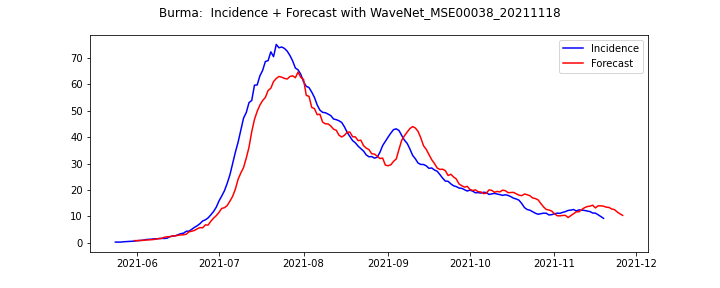 Burma:  Incidence + Forecast with WaveNet_MSE00038_20211118
Incidence
Forecast
70
60
50
40
30
20
10
0
2021-06 2021-07 2021-08 2021-09 2021-10 2021-11 2021-12